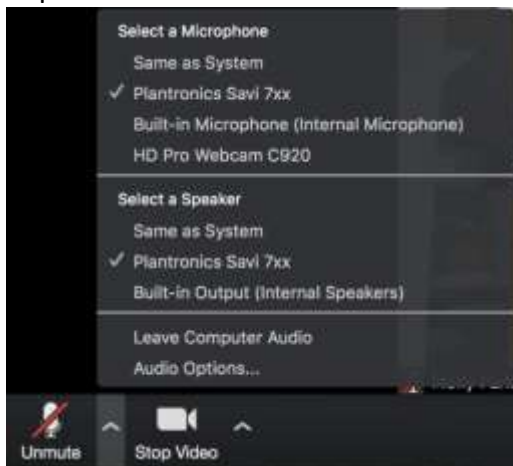 Select a Microphone
Same as System
✓ Plantronics Savi 7xx
Built-in Microphone (Internal Microphone)
HD Pro Webcam C920
Select a Speaker
Same as System
✓ Plantronics Savi 7xx
Built-in Output (Internal Speakers)
Leave Computer Audio
Audio Options...
Unmute
Stop Video